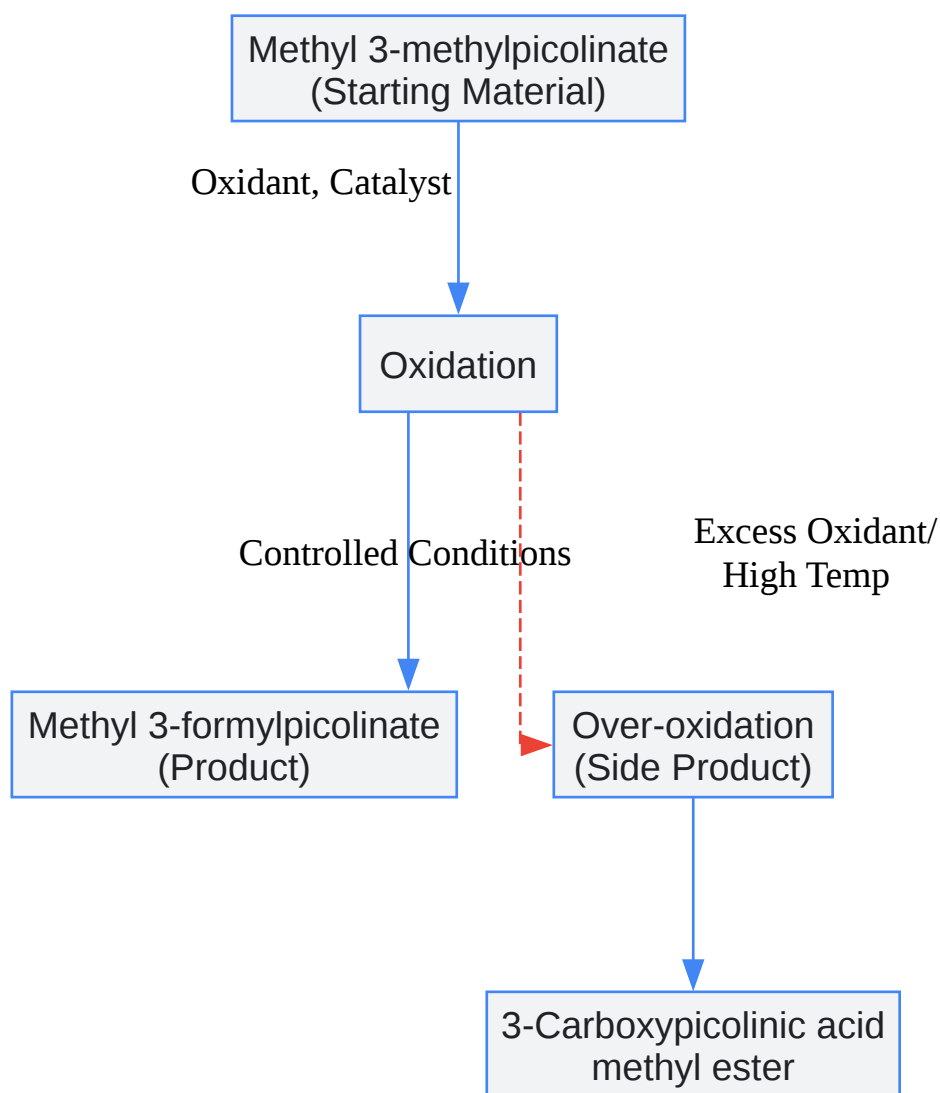 Methyl 3-methylpicolinate
(Starting Material)
Oxidant, Catalyst
Oxidation
Controlled Conditions
Excess Oxidant/
High Temp
Methyl 3-formylpicolinate
(Product)
Over-oxidation
(Side Product)
3-Carboxypicolinic acid
methyl ester